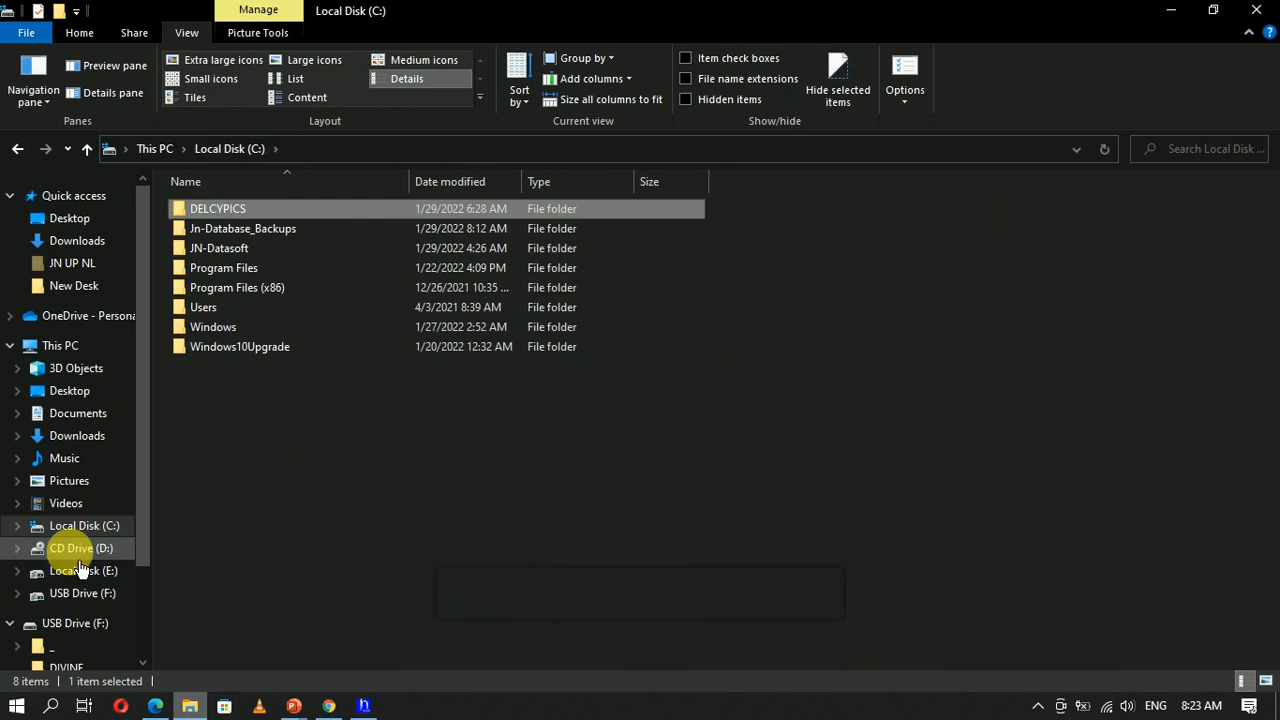 Manage
Local Disk (C:)
File
Home
Share
View
Picture Tools
Navigation pane
Preview pane
Details pane
Panes
Extra large icons
Large icons
Medium icons
Small icons
List
Details
Tiles
Content
Layout
Sort by
Group by
Add columns
Size all columns to fit
Current view
Item check boxes
File name extensions
Hidden items
Hide selected items
Show/hide
Options
This PC > Local Disk (C:) >
Search Local Disk ...
Name
Date modified
Type
Size
DELCYPICS 1/29/2022 6:28 AM File folder
Jn-Database_Backups 1/29/2022 8:12 AM File folder
JN-Datasoft 1/29/2022 4:26 AM File folder
Program Files 1/22/2022 4:09 PM File folder
Program Files (x86) 12/26/2021 10:35 ... File folder
Users 4/3/2021 8:39 AM File folder
Windows 1/27/2022 2:52 AM File folder
Windows10Upgrade 1/20/2022 12:32 AM File folder
Quick access
Desktop
Downloads
JN UP NL
New Desk
OneDrive - Persona
This PC
3D Objects
Desktop
Documents
Downloads
Music
Pictures
Videos
Local Disk (C:)
CD Drive (D:)
Local Disk (E:)
USB Drive (F:)
USB Drive (F:)
_
DIVINE
8 items
1 item selected
ENG
8:23 AM